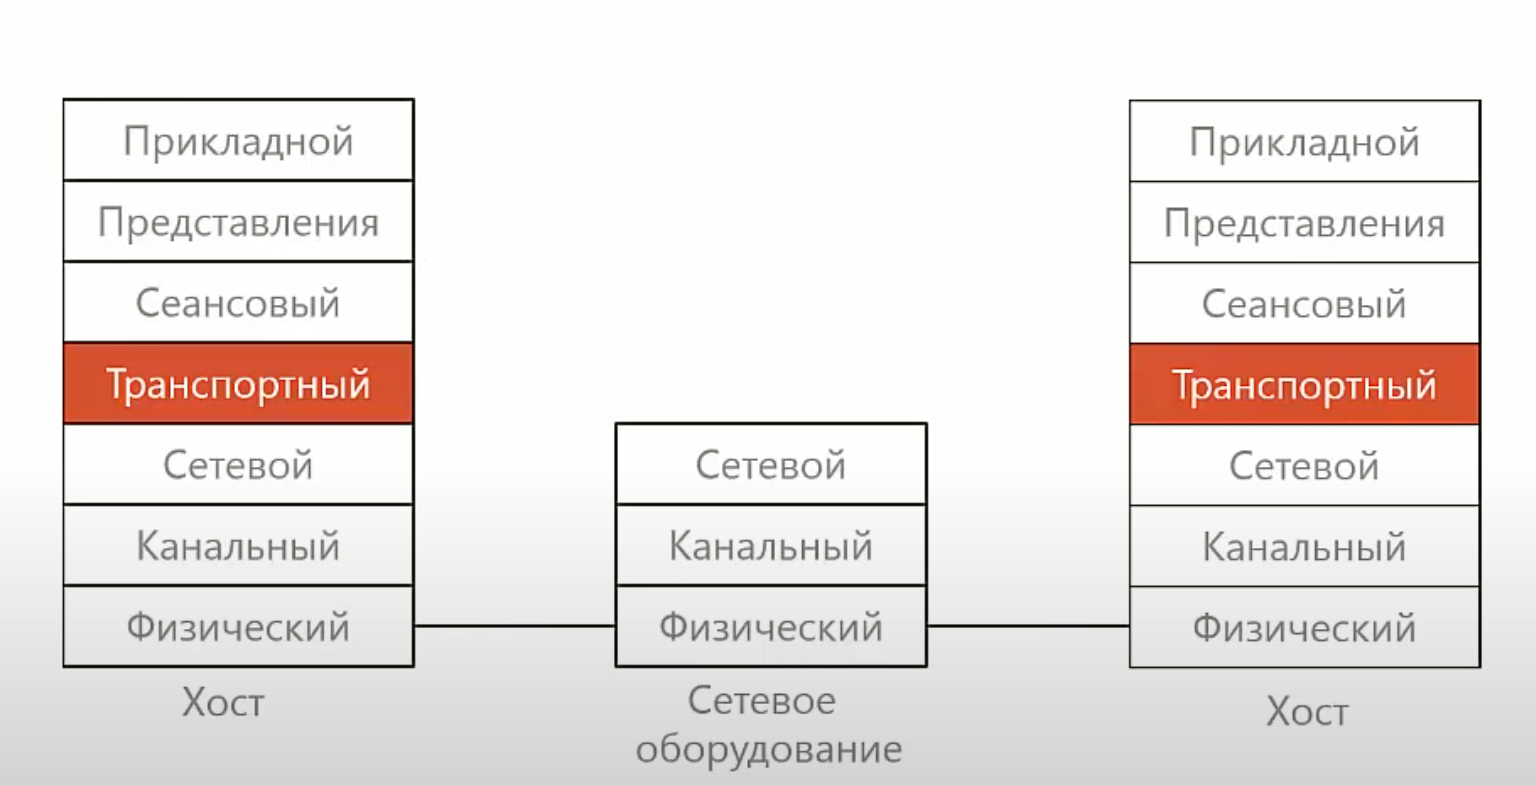 Прикладной
Представления
Сеансовый
Транспортный
Сетевой
Канальный
Физический
Хост
Сетевой
Канальный
Физический
Сетевое
оборудование
Прикладной
Представления
Сеансовый
Транспортный
Сетевой
Канальный
Физический
Хост